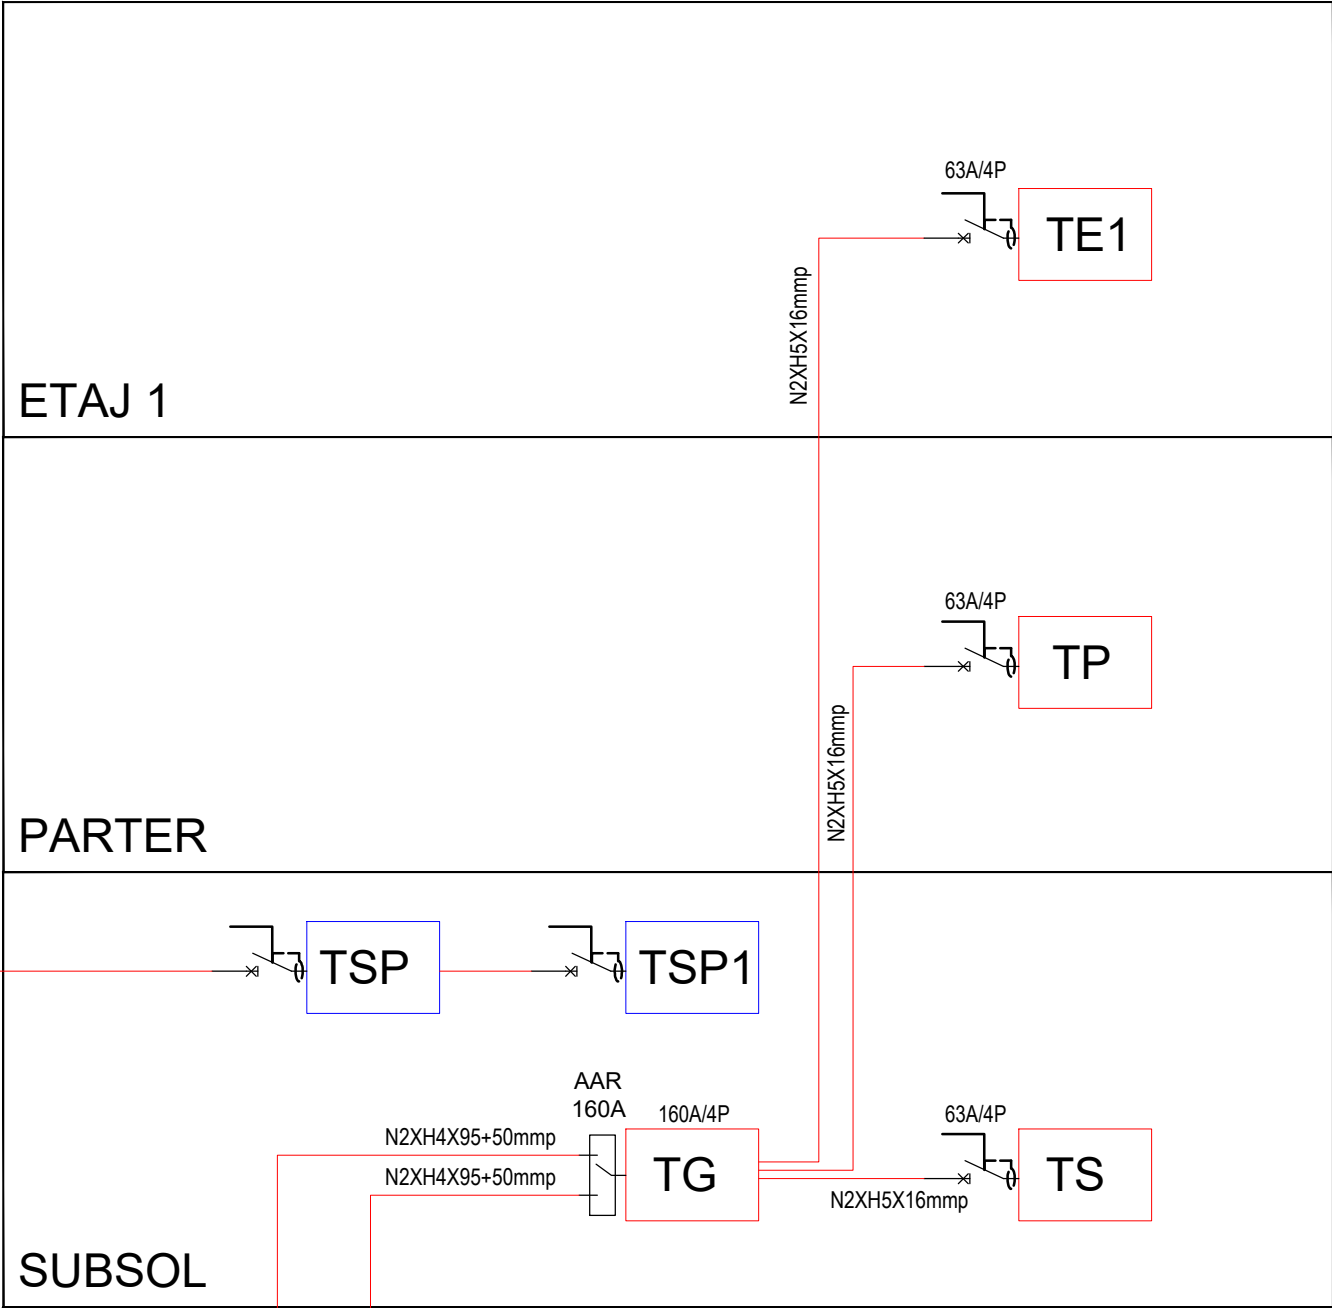 63A/4P
TE1
N2XH5X16mmp
ETAJ 1
63A/4P
TP
N2XH5X16mmp
PARTER
TSP
TSP1
AAR
160A
160A/4P
63A/4P
N2XH4X95+50mmp
N2XH4X95+50mmp
TG
TS
N2XH5X16mmp
SUBSOL